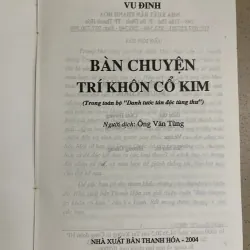 VU ĐINH
BÀN CHUYỆN
TRÍ KHÔN CỔ KIM
(Trong toàn bộ "Danh tước tân độc tùng thư")
Người dịch: Ông Văn Tùng
NHÀ XUẤT BẢN THANH HÓA - 2004